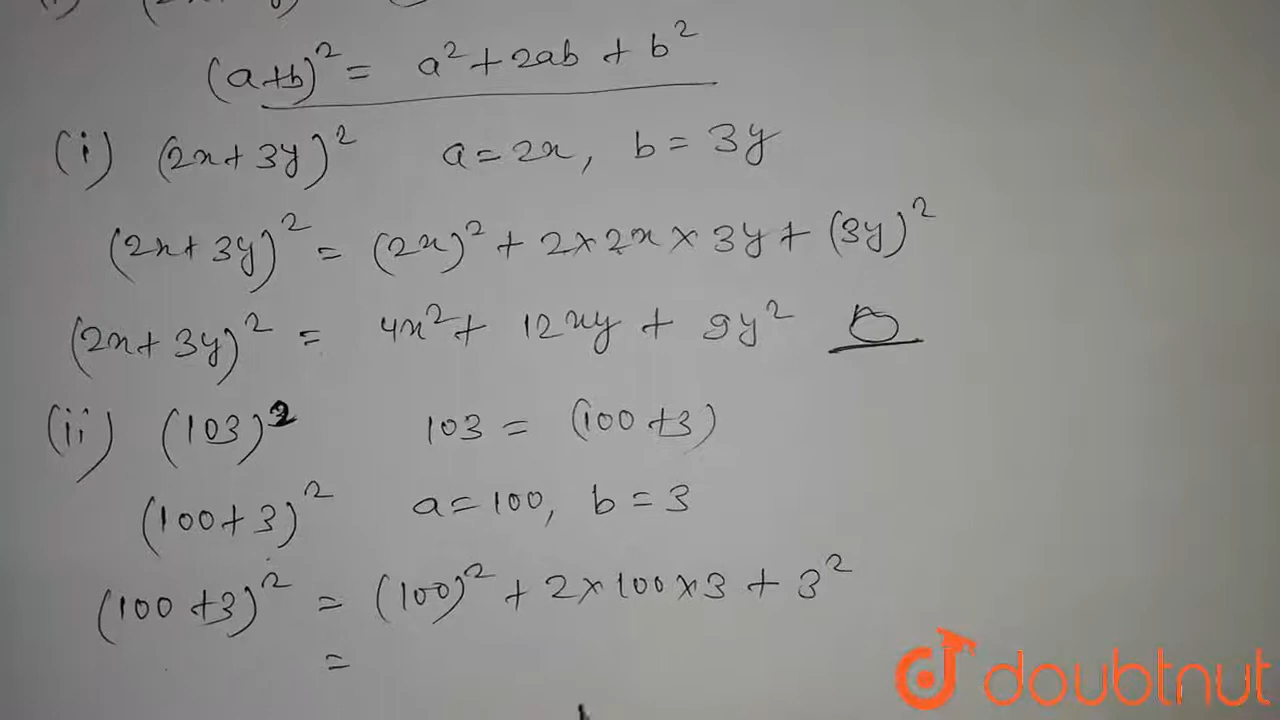 (a+b)² = a² + 2ab + b²
(i) (2x + 3y)² a = 2x, b = 3y
(2x + 3y)² = (2x)² + 2 × 2x × 3y + (3y)²
(2x + 3y)² = 4x² + 12xy + 9y²
(ii) (103)² 103 = (100 + 3)
(100 + 3)² a = 100, b = 3
(100 + 3)² = (100)² + 2 × 100 × 3 + 3²
=
doubtnut